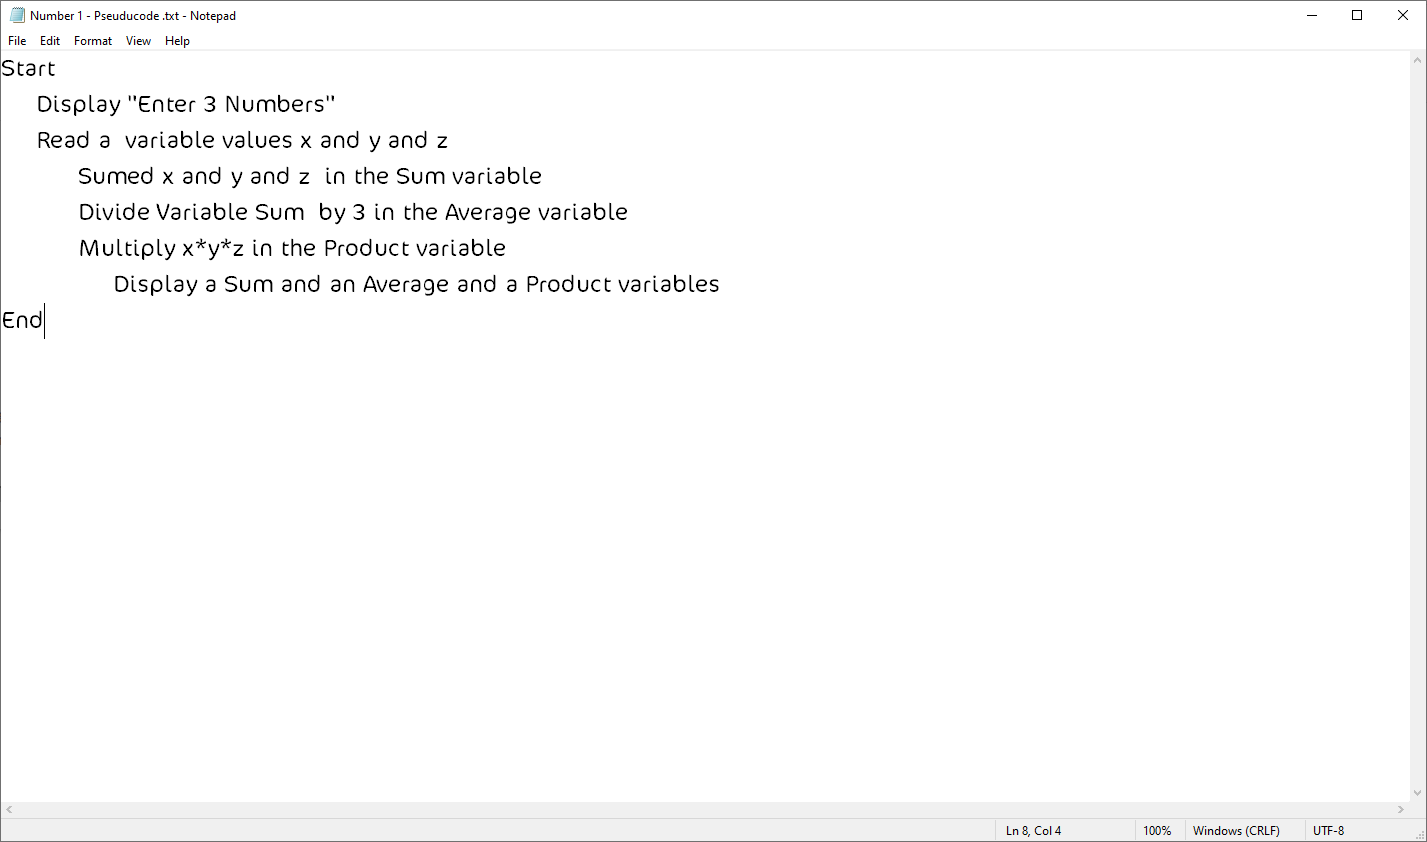 Number 1 - Pseuducode .txt - Notepad
File Edit Format View Help
Start
Display "Enter 3 Numbers"
Read a  variable values x and y and z
Sumed x and y and z  in the Sum variable
Divide Variable Sum  by 3 in the Average variable
Multiply x*y*z in the Product variable
Display a Sum and an Average and a Product variables
End
Ln 8, Col 4 100% Windows (CRLF) UTF-8